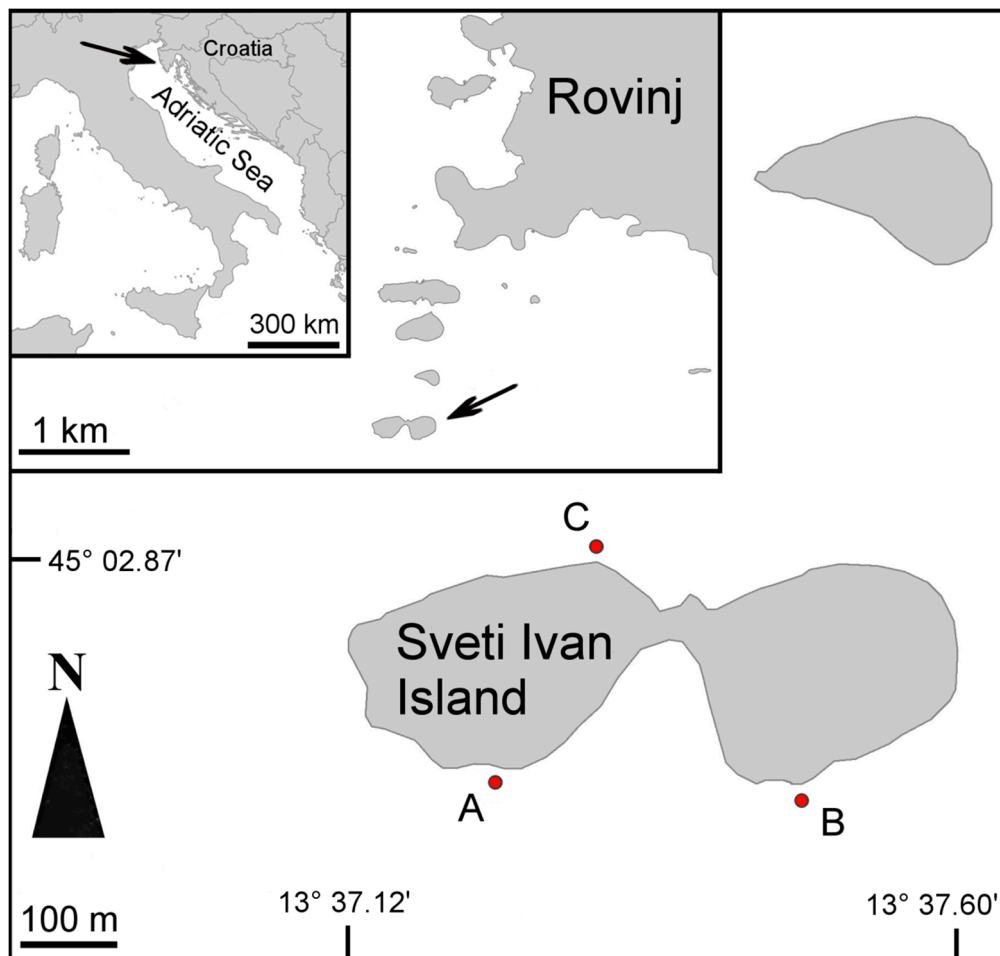 Croatia
Adriatic Sea
300 km
Rovinj
1 km
C
45° 02.87'
Sveti Ivan
Island
N
A
B
13° 37.12'
13° 37.60'
100 m